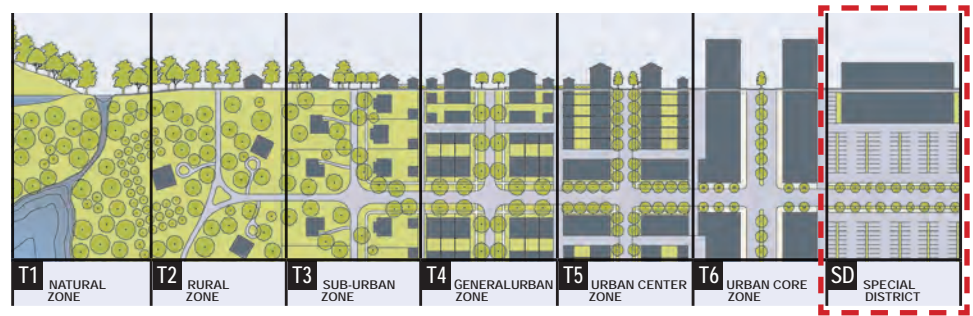 T1 NATURAL
ZONE
T2 RURAL
ZONE
T3 SUB-URBAN
ZONE
T4 GENERALURBAN
ZONE
T5 URBAN CENTER
ZONE
T6 URBAN CORE
ZONE
SD SPECIAL
DISTRICT